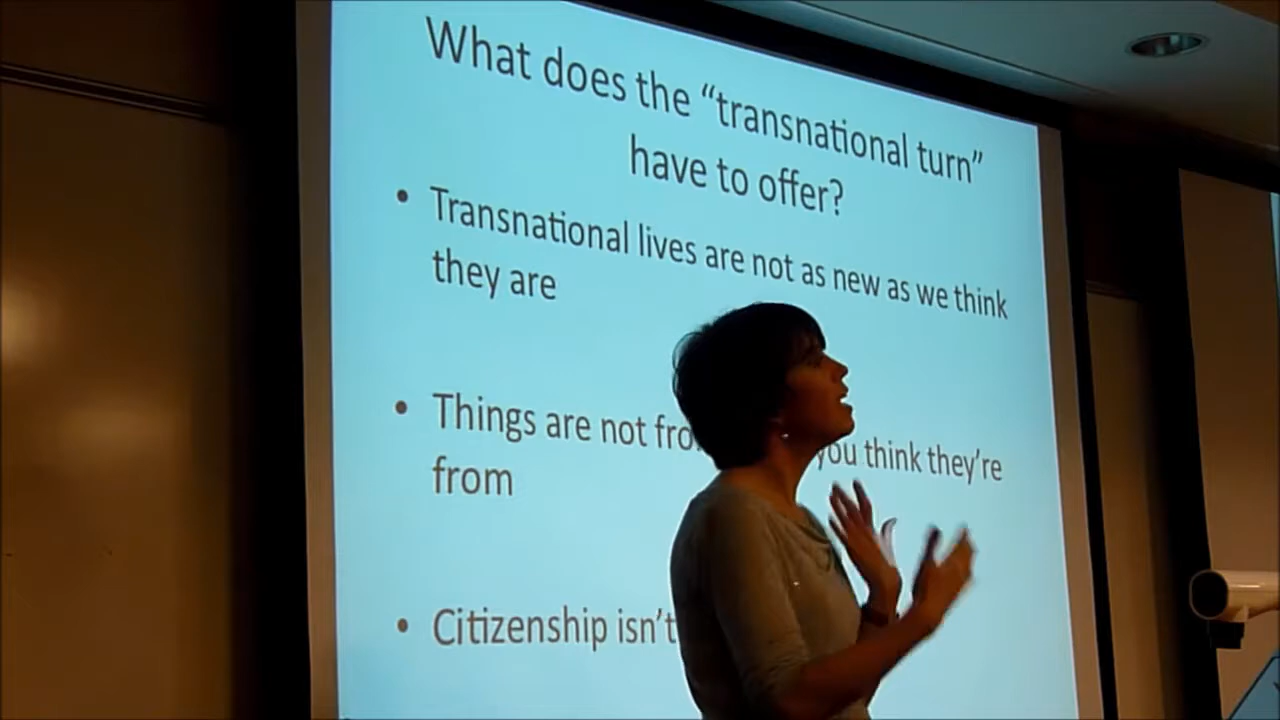 What does the “transnational turn”
have to offer?
• Transnational lives are not as new as we think
they are
• Things are not you think they’re
from
• Citizenship isn’t